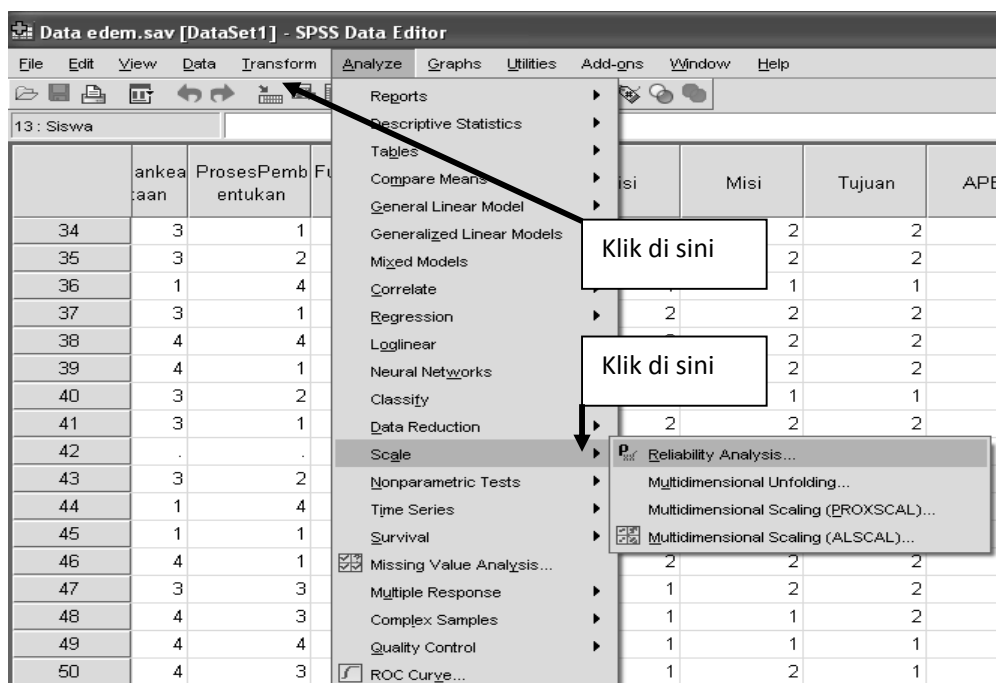 Data edem.sav [DataSet1] - SPSS Data Editor
File Edit View Data Transform Analyze Graphs Utilities Add-ons Window Help
13 : Siswa
ankea
taan
ProsesPemb
entukan
isi
Misi
Tujuan
34 3 1 2 2
35 3 2 2 2
36 1 4 1 1
37 3 1 2 2 2
38 4 4 2 2
39 4 1 2 2
40 3 2 1 1
41 3 1 2 2 2
42 . .
43 3 2
44 1 4
45 1 1
46 4 1 2 2 2
47 3 3 1 2 2
48 4 3 1 1 2
49 4 4 1 1 1
50 4 3 1 2 1
Reports
Descriptive Statistics
Tables
Compare Means
General Linear Model
Generalized Linear Models
Mixed Models
Correlate
Regression
Loglinear
Neural Networks
Classify
Data Reduction
Scale
Nonparametric Tests
Time Series
Survival
Missing Value Analysis...
Multiple Response
Complex Samples
Quality Control
ROC Curve...
Klik di sini
Klik di sini
Reliability Analysis...
Multidimensional Unfolding...
Multidimensional Scaling (PROXSCAL)...
Multidimensional Scaling (ALSCAL)...